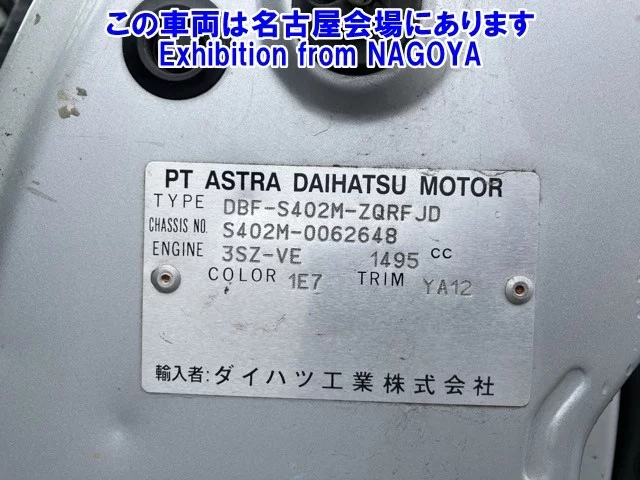 この車両は名古屋会場にあります
Exhibition from NAGOYA
PT ASTRA DAIHATSU MOTOR
TYPE DBF-S402M-ZQRFJD
CHASSIS NO. S402M-0062648
ENGINE 3SZ-VE 1495 CC
COLOR 1E7 TRIM YA12
輸入者:ダイハツ工業株式会社